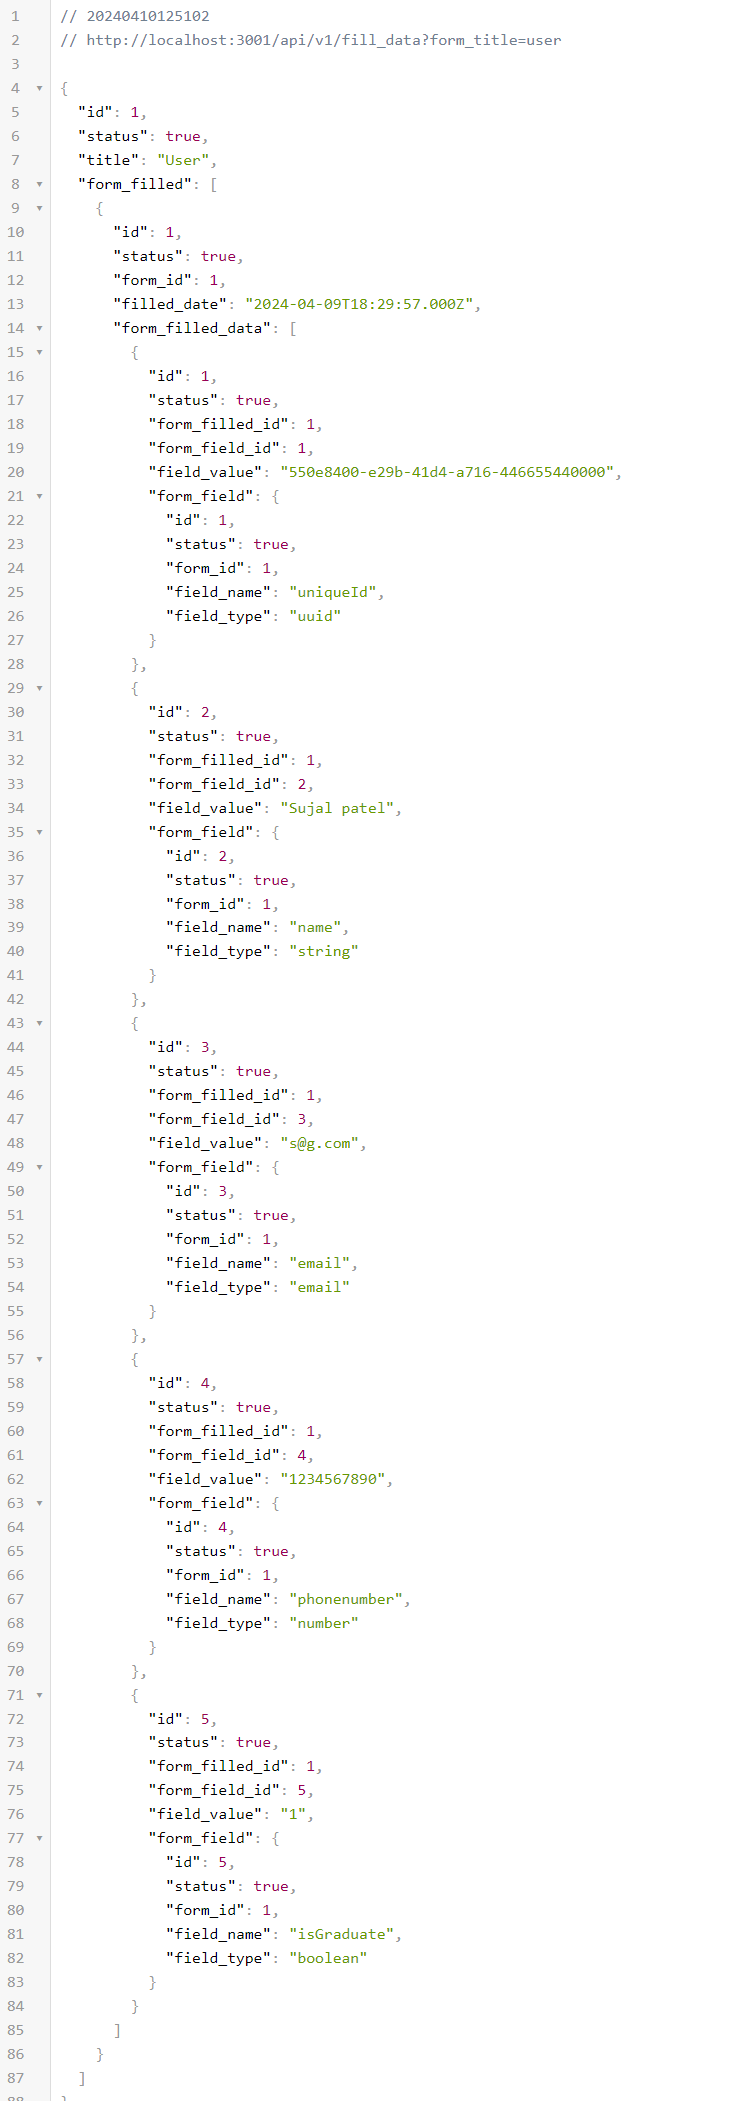 1 // 20240410125102
2 // http://localhost:3001/api/v1/fill_data?form_title=user
3
4 {
5 "id": 1,
6 "status": true,
7 "title": "User",
8 "form_filled": [
9 {
10 "id": 1,
11 "status": true,
12 "form_id": 1,
13 "filled_date": "2024-04-09T18:29:57.000Z",
14 "form_filled_data": [
15 {
16 "id": 1,
17 "status": true,
18 "form_filled_id": 1,
19 "form_field_id": 1,
20 "field_value": "550e8400-e29b-41d4-a716-446655440000",
21 "form_field": {
22 "id": 1,
23 "status": true,
24 "form_id": 1,
25 "field_name": "uniqueId",
26 "field_type": "uuid"
27 }
28 },
29 {
30 "id": 2,
31 "status": true,
32 "form_filled_id": 1,
33 "form_field_id": 2,
34 "field_value": "Sujal patel",
35 "form_field": {
36 "id": 2,
37 "status": true,
38 "form_id": 1,
39 "field_name": "name",
40 "field_type": "string"
41 }
42 },
43 {
44 "id": 3,
45 "status": true,
46 "form_filled_id": 1,
47 "form_field_id": 3,
48 "field_value": "s@g.com",
49 "form_field": {
50 "id": 3,
51 "status": true,
52 "form_id": 1,
53 "field_name": "email",
54 "field_type": "email"
55 }
56 },
57 {
58 "id": 4,
59 "status": true,
60 "form_filled_id": 1,
61 "form_field_id": 4,
62 "field_value": "1234567890",
63 "form_field": {
64 "id": 4,
65 "status": true,
66 "form_id": 1,
67 "field_name": "phonenumber",
68 "field_type": "number"
69 }
70 },
71 {
72 "id": 5,
73 "status": true,
74 "form_filled_id": 1,
75 "form_field_id": 5,
76 "field_value": "1",
77 "form_field": {
78 "id": 5,
79 "status": true,
80 "form_id": 1,
81 "field_name": "isGraduate",
82 "field_type": "boolean"
83 }
84 }
85 ]
86 }
87 ]
88 }